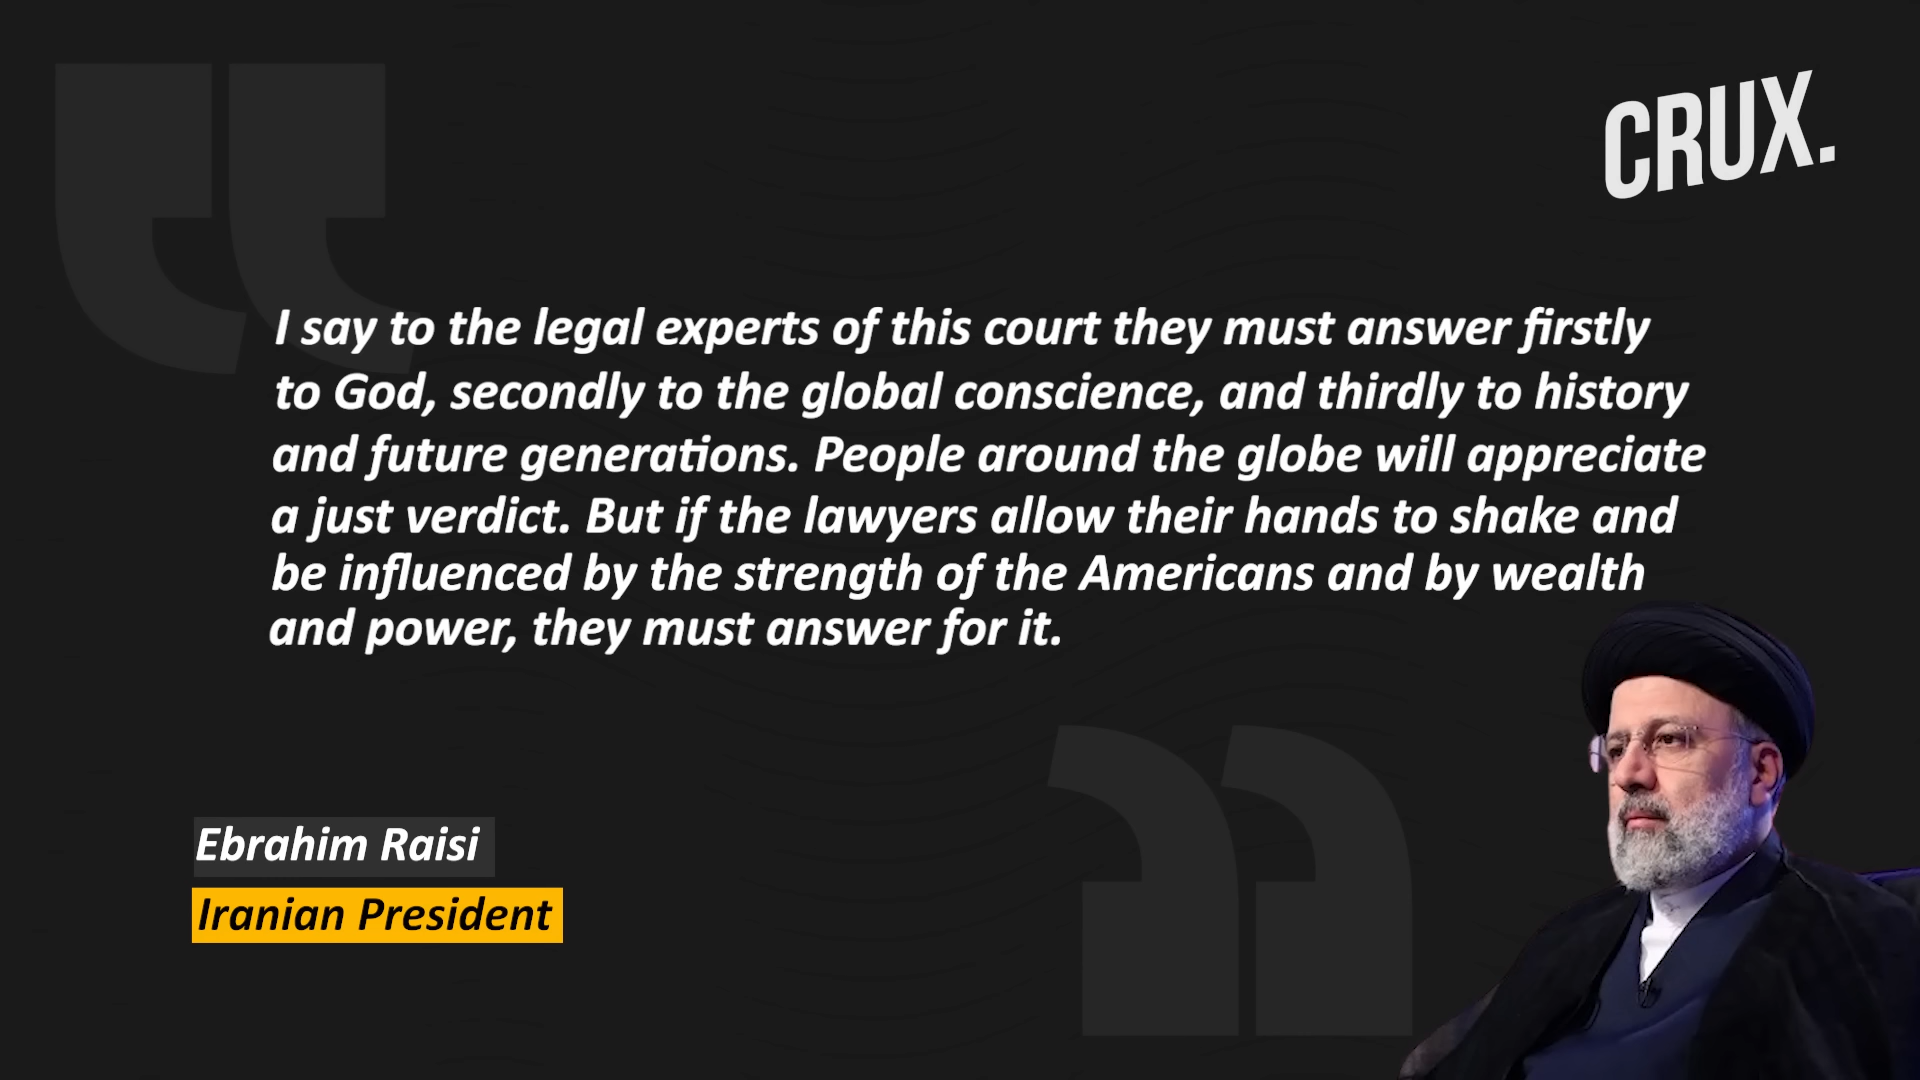 CRUX.
I say to the legal experts of this court they must answer firstly
to God, secondly to the global conscience, and thirdly to history
and future generations. People around the globe will appreciate
a just verdict. But if the lawyers allow their hands to shake and
be influenced by the strength of the Americans and by wealth
and power, they must answer for it.
Ebrahim Raisi
Iranian President